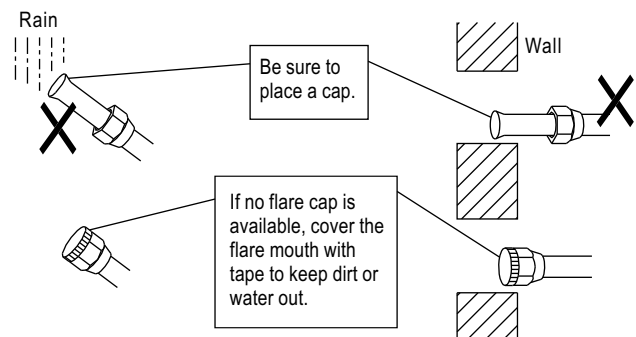 Rain
Be sure to
place a cap.
Wall
If no flare cap is
available, cover the
flare mouth with
tape to keep dirt or
water out.